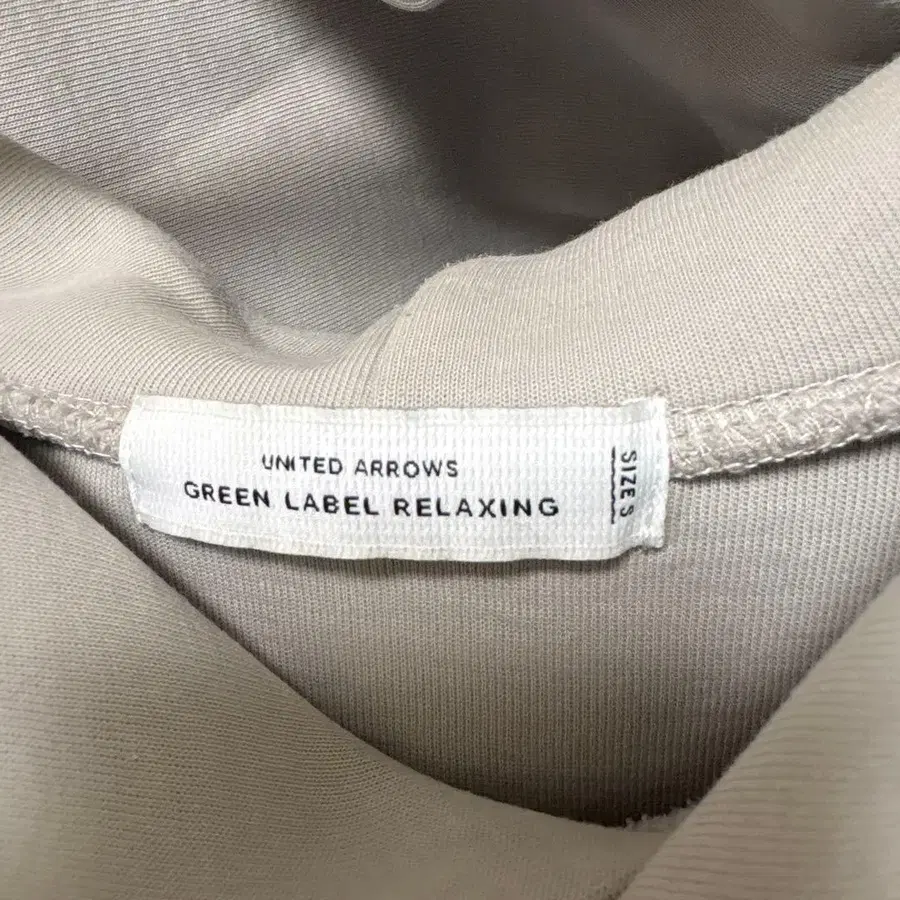 UNITED ARROWS
GREEN LABEL RELAXING
SIZE S